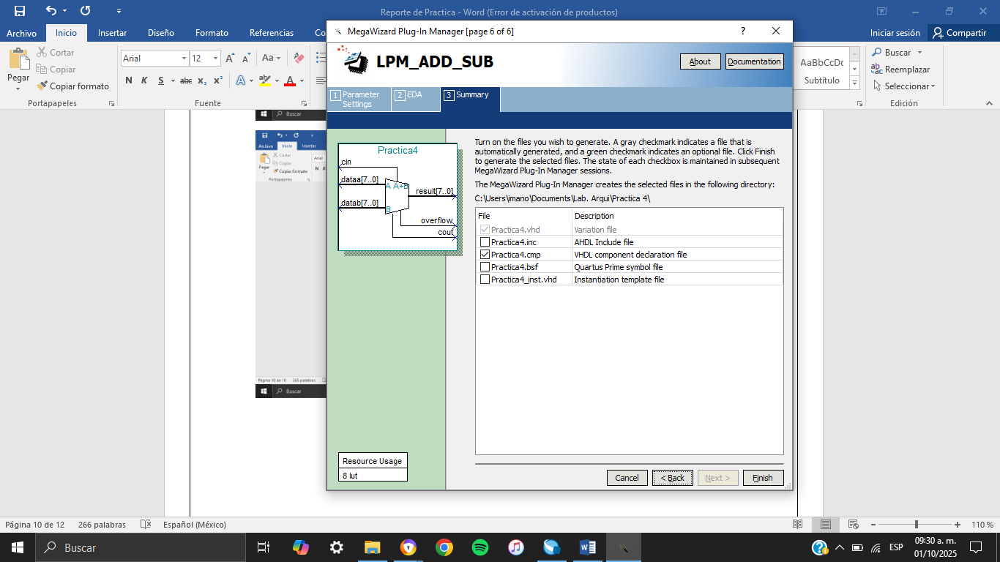 Reporte de Practica - Word (Error de activación de productos)
Archivo
Inicio
Insertar
Diseño
Formato
Referencias
Co
Iniciar sesión
Compartir
Pegar
Cortar
Copiar
Copiar formato
Portapapeles
Arial
12
N K S abc x₂ x²
Aa
Fuente
AaBbCcDc
Subtítulo
Buscar
Reemplazar
Seleccionar
Edición
MegaWizard Plug-In Manager [page 6 of 6]
LPM_ADD_SUB
About
Documentation
1 Parameter
Settings
2 EDA
3 Summary
Practica4
cin
dataa[7..0]
A A+B
result[7..0]
datab[7..0]
B
overflow
cout
Turn on the files you wish to generate. A gray checkmark indicates a file that is
automatically generated, and a green checkmark indicates an optional file. Click Finish
to generate the selected files. The state of each checkbox is maintained in subsequent
MegaWizard Plug-In Manager sessions.
The MegaWizard Plug-In Manager creates the selected files in the following directory:
C:\Users\jmano\Documents\Lab. Arqui\Practica 4\
File Description
Practica4.vhd Variation file
Practica4.inc AHDL Include file
Practica4.cmp VHDL component declaration file
Practica4.bsf Quartus Prime symbol file
Practica4_inst.vhd Instantiation template file
Resource Usage
8 lut
Cancel
< Back
Next >
Finish
Buscar
Archivo
Inicio
Insertar
Pegar
Cortar
Copiar
Copiar formato
Portapapeles
Arial
N K
Página 10 de 10 265 palabras
Buscar
Página 10 de 12
266 palabras
Español (México)
110 %
Buscar
ESP
09:30 a. m.
01/10/2025